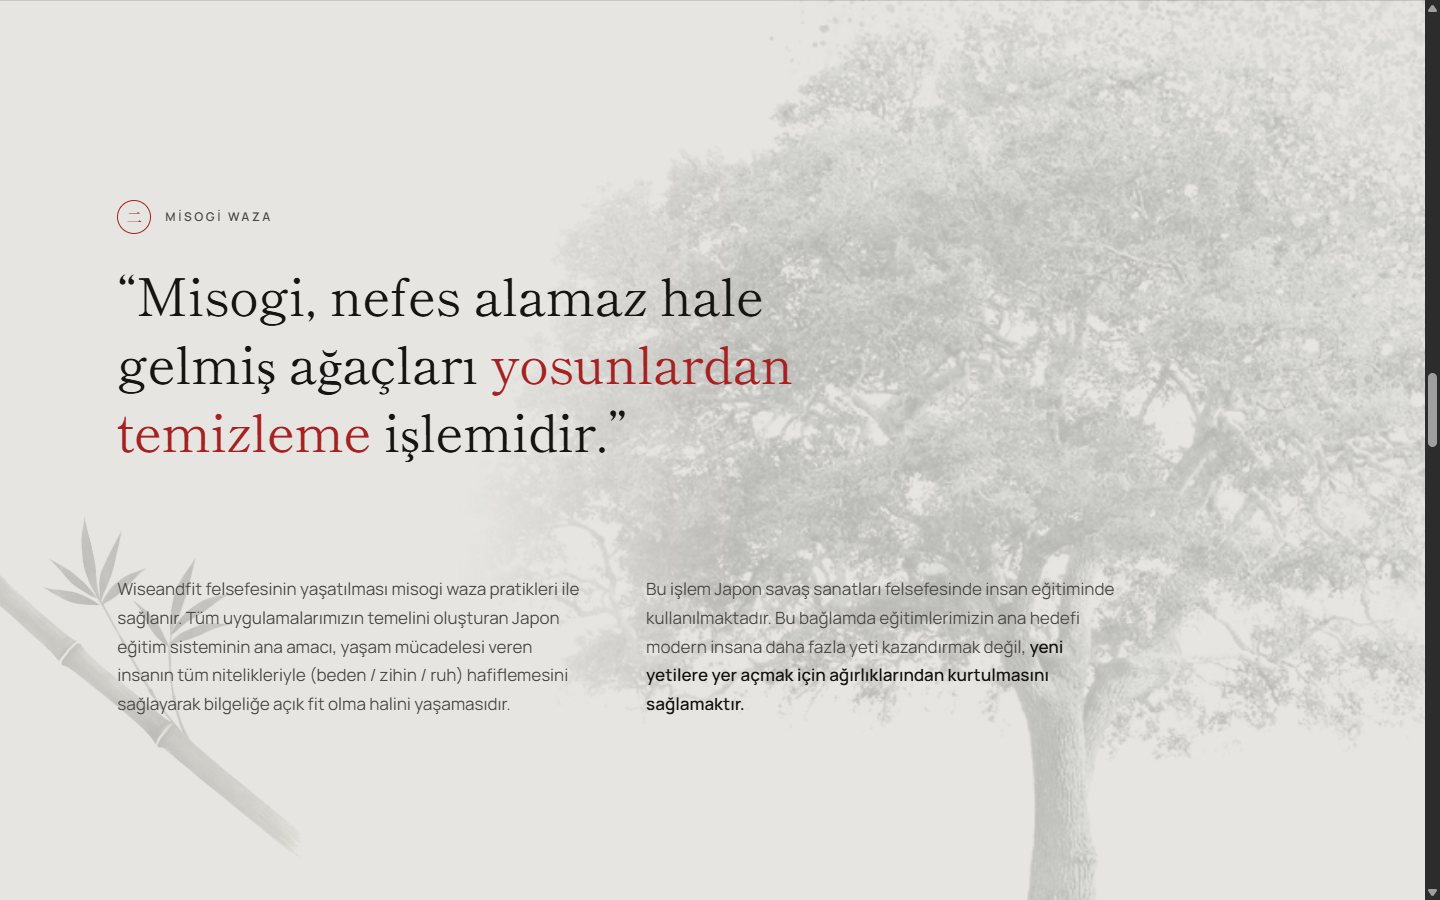 二 MİSOGİ WAZA
“Misogi, nefes alamaz hale
gelmiş ağaçları yosunlardan
temizleme işlemidir.”
Wiseandfit felsefesinin yaşatılması misogi waza pratikleri ile
sağlanır. Tüm uygulamalarımızın temelini oluşturan Japon
eğitim sisteminin ana amacı, yaşam mücadelesi veren
insanın tüm nitelikleriyle (beden / zihin / ruh) hafiflemesini
sağlayarak bilgeliğe açık fit olma halini yaşamasıdır.
Bu işlem Japon savaş sanatları felsefesinde insan eğitiminde
kullanılmaktadır. Bu bağlamda eğitimlerimizin ana hedefi
modern insana daha fazla yeti kazandırmak değil, yeni
yetilere yer açmak için ağırlıklarından kurtulmasını
sağlamaktır.